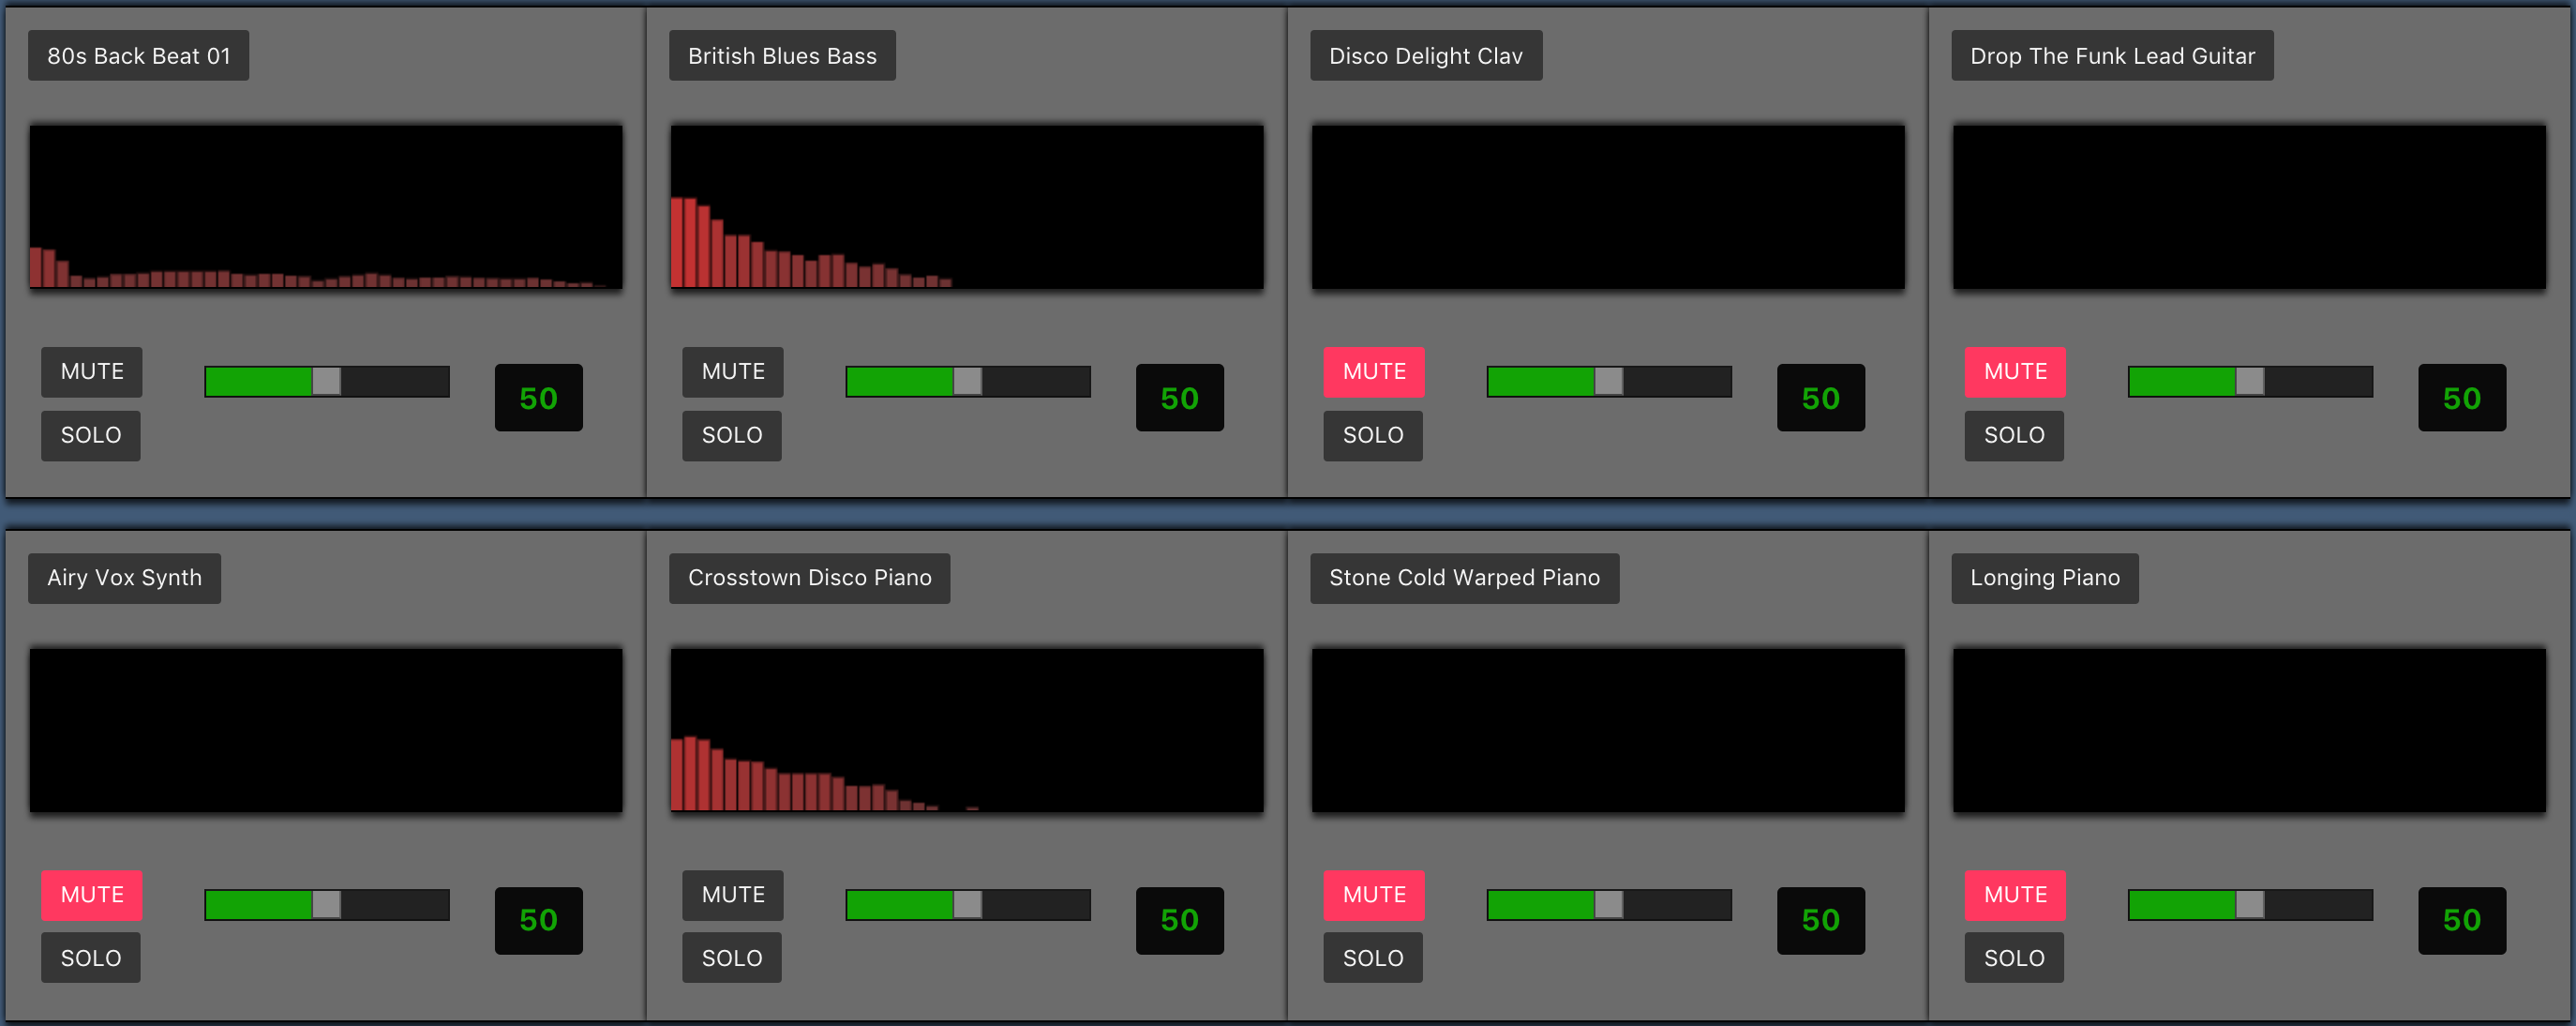 80s Back Beat 01
MUTE
SOLO
50
British Blues Bass
MUTE
SOLO
50
Disco Delight Clav
MUTE
SOLO
50
Drop The Funk Lead Guitar
MUTE
SOLO
50
Airy Vox Synth
MUTE
SOLO
50
Crosstown Disco Piano
MUTE
SOLO
50
Stone Cold Warped Piano
MUTE
SOLO
50
Longing Piano
MUTE
SOLO
50